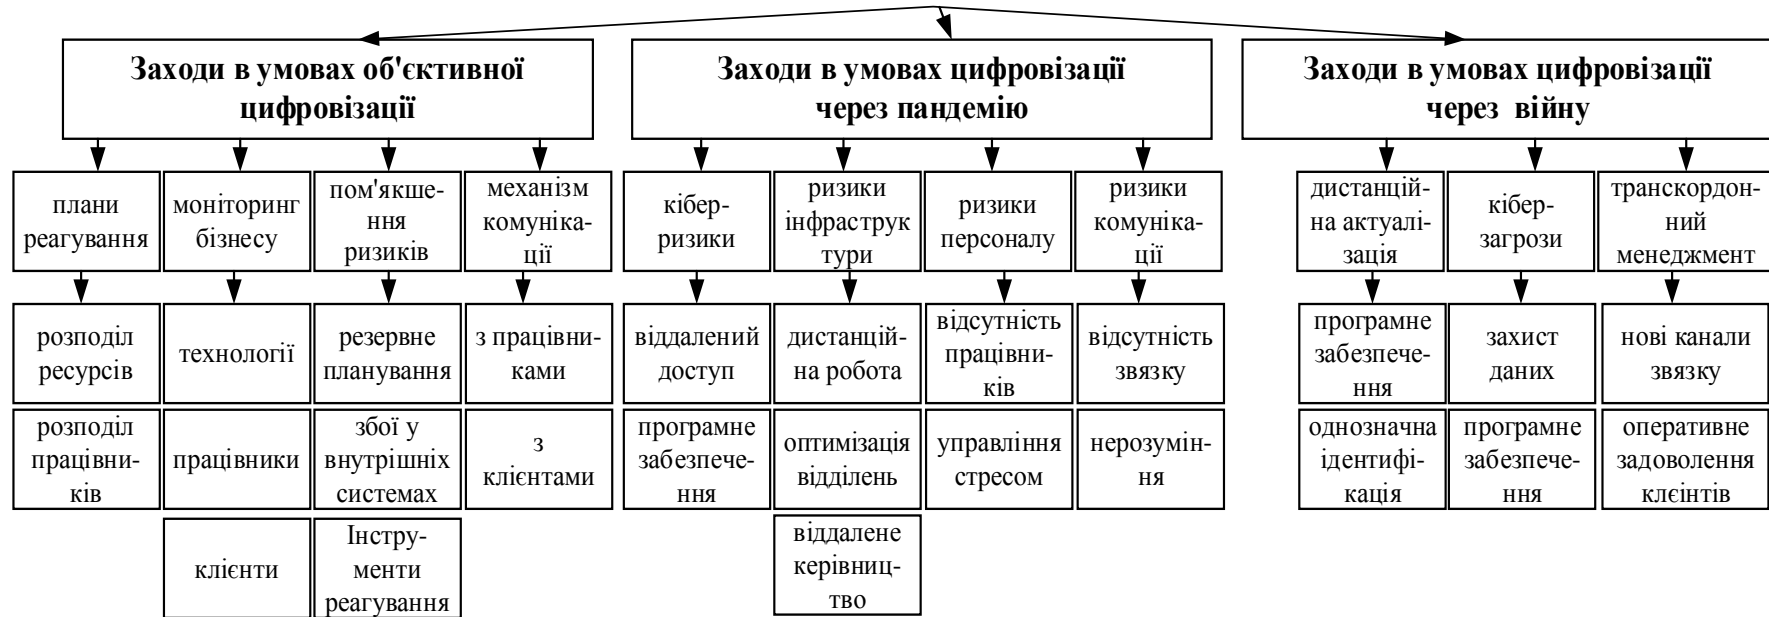 Заходи в умовах об'єктивної
цифровізації
Заходи в умовах цифровізації
через пандемію
Заходи в умовах цифровізації
через війну
плани
реагування
моніторинг
бізнесу
пом'якше-
ння
ризиків
механізм
комуніка-
ції
кібер-
ризики
ризики
інфраструк
тури
ризики
персоналу
ризики
комуніка-
ції
дистанцій-
на актуалі-
зація
кібер-
загрози
транскордон-
ний
менеджмент
розподіл
ресурсів
технології
резервне
планування
з працівни-
ками
віддалений
доступ
дистанцій-
на робота
відсутність
працівни-
ків
відсутність
звязку
програмне
забезпече-
ння
захист
даних
нові канали
звязку
розподіл
працівни-
ків
працівники
збої у
внутрішніх
системах
з
клієнтами
програмне
забезпече-
ння
оптимізація
відділень
управління
стресом
нерозумін-
ня
однозначна
ідентифі-
кація
програмне
забезпече-
ння
оперативне
задоволення
клєінтів
клієнти
Інстру-
менти
реагування
віддалене
керівниц-
тво